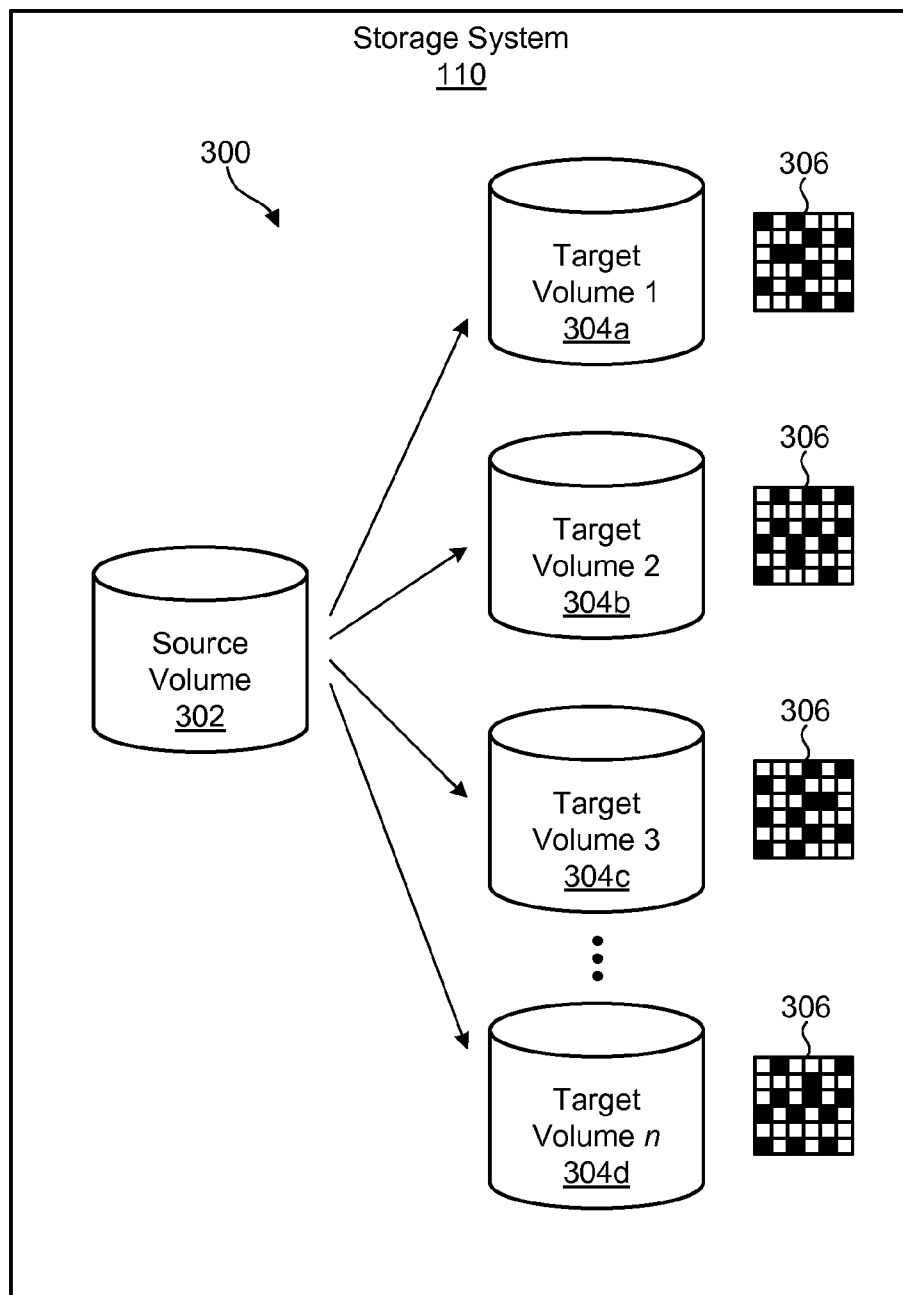 Storage System
110
300
306
Target
Volume 1
304a
306
Target
Volume 2
304b
Source
Volume
302
306
Target
Volume 3
304c
306
Target
Volume n
304d